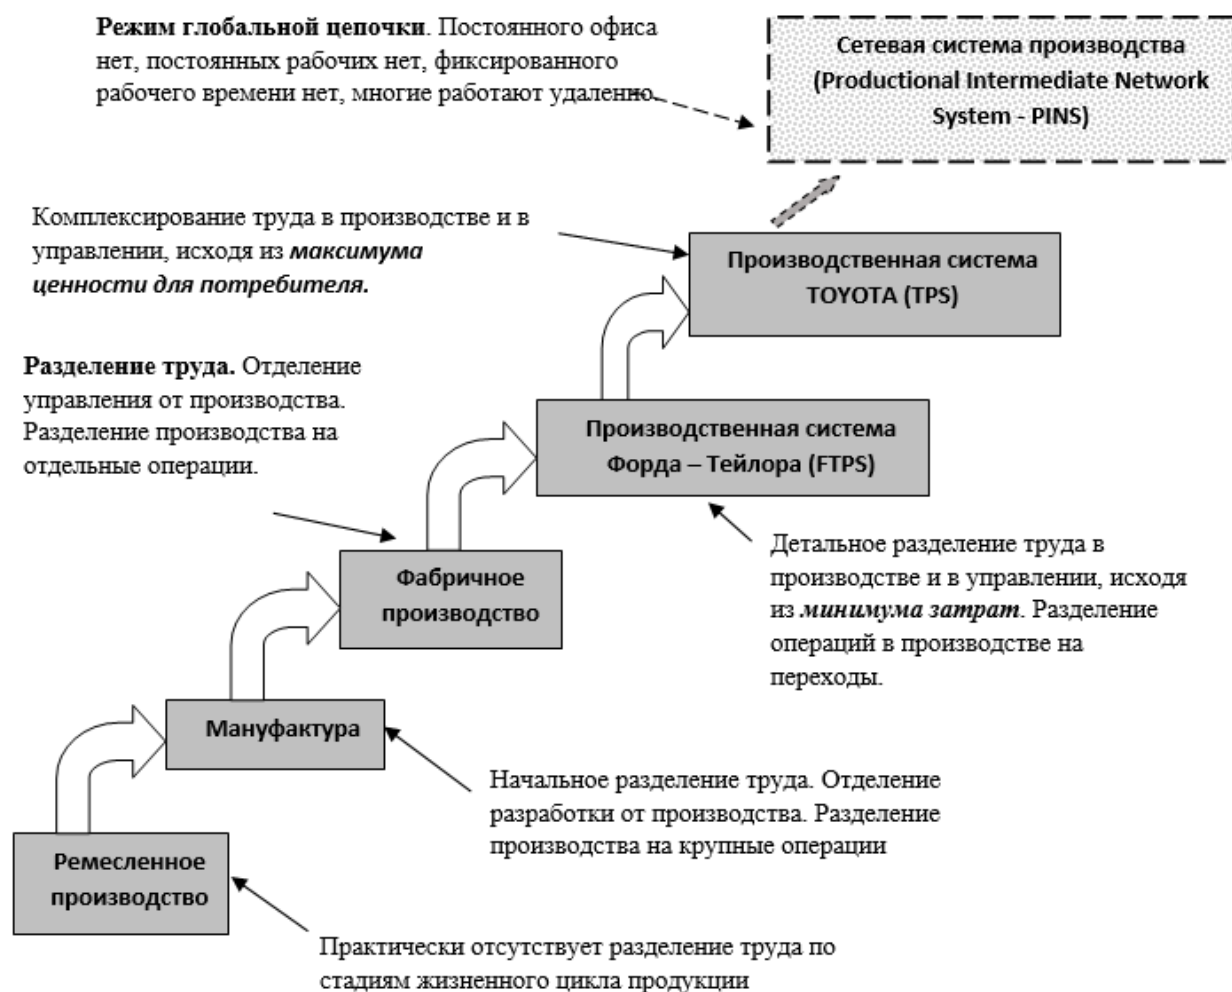 Режим глобальной цепочки. Постоянного офиса
нет, постоянных рабочих нет, фиксированного
рабочего времени нет, многие работают удаленно.
Сетевая система производства
(Productional Intermediate Network
System - PINS)
Комплексирование труда в производстве и в
управлении, исходя из максимума
ценности для потребителя.
Производственная система
TOYOTA (TPS)
Разделение труда. Отделение
управления от производства.
Разделение производства на
отдельные операции.
Производственная система
Форда – Тейлора (FTPS)
Детальное разделение труда в
производстве и в управлении, исходя
из минимума затрат. Разделение
операций в производстве на
переходы.
Фабричное
производство
Мануфактура
Начальное разделение труда. Отделение
разработки от производства. Разделение
производства на крупные операции
Ремесленное
производство
Практически отсутствует разделение труда по
стадиям жизненного цикла продукции